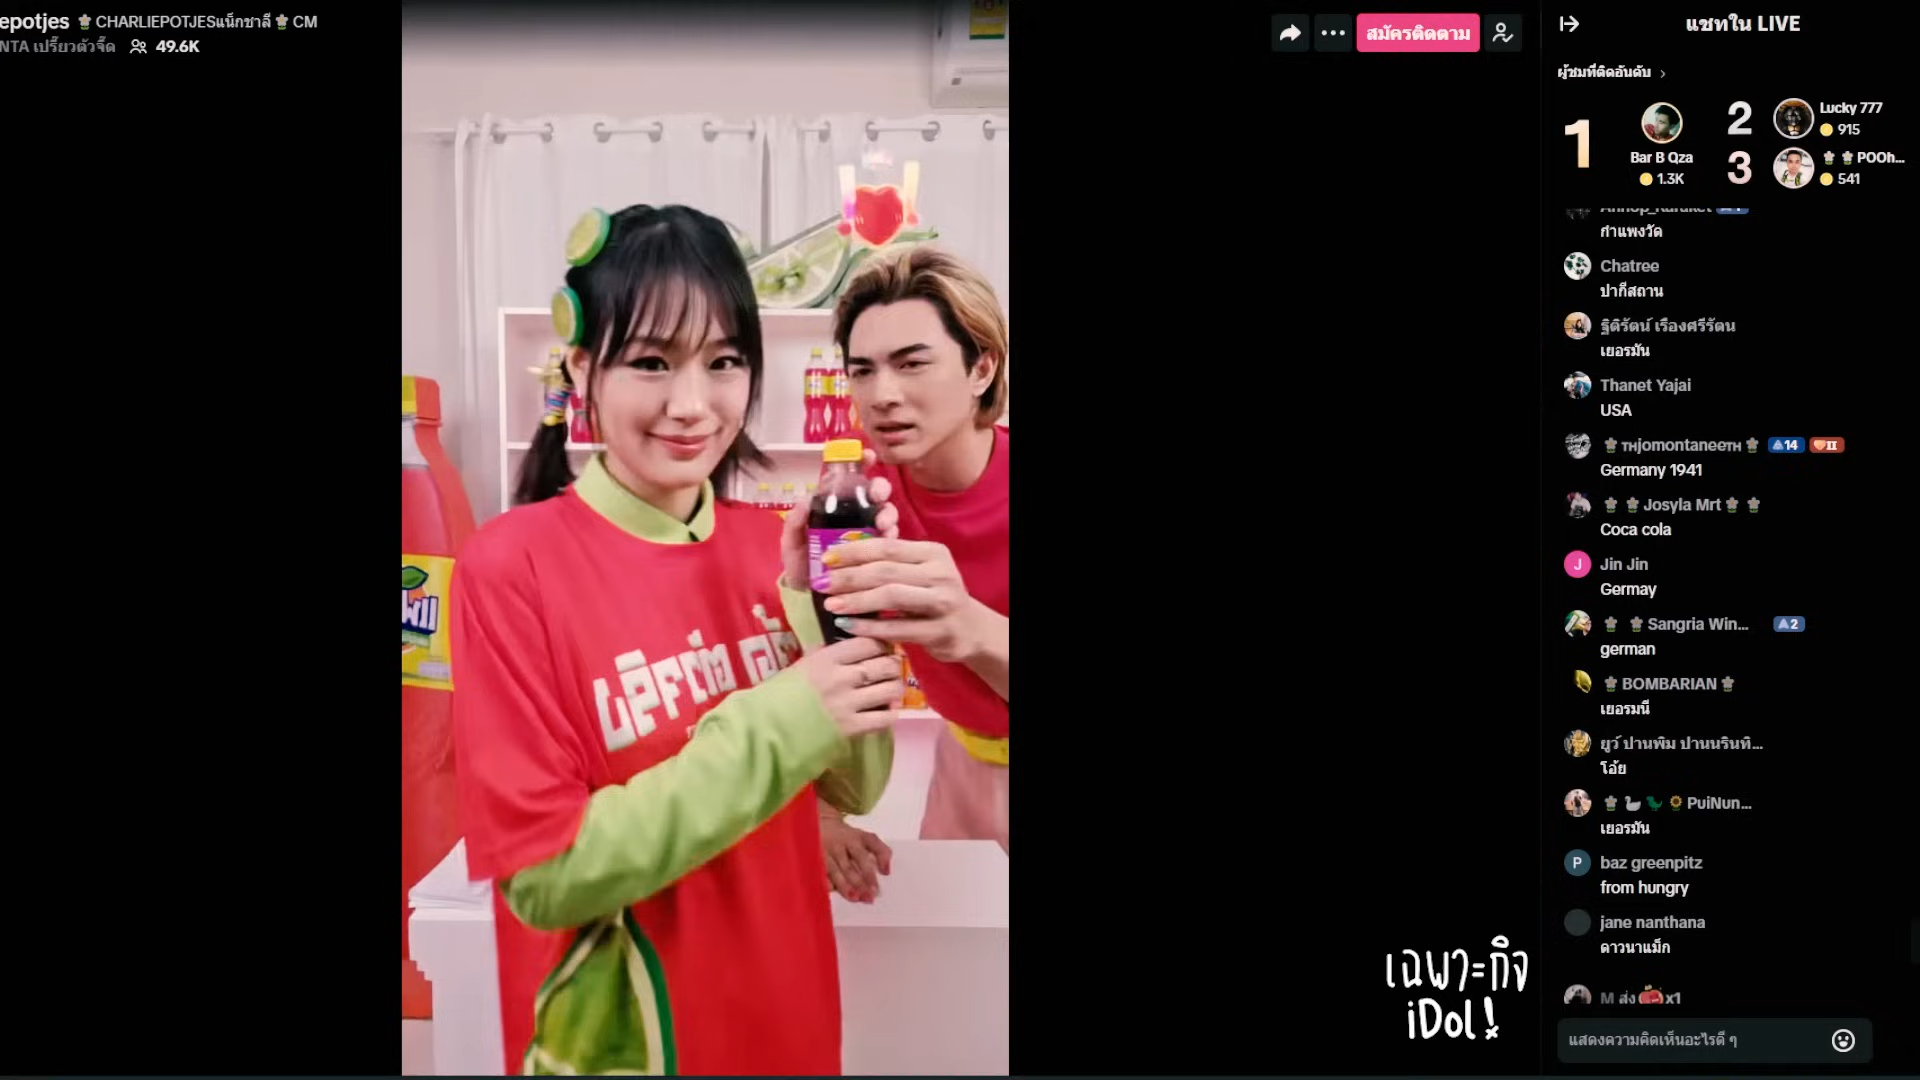 epotjes CHARLIEPOTJESแน็กชาลี CM
NTA เปรี้ยวตัวจี๊ด 49.6K
สมัครติดตาม
แชทใน LIVE
ผู้ชมที่ติดอันดับ
1
Bar B Qza
1.3K
2
Lucky 777
915
3
POOh...
541
กำแพงวัด
Chatree
ปากีสถาน
ฐิติรัตน์ เรืองศรีรัตน
เยอรมัน
Thanet Yajai
USA
ᴛʜjomontaneeᴛʜ 14 II
Germany 1941
Josyla Mrt
Coca cola
J
Jin Jin
Germay
Sangria Win... 2
german
BOMBARIAN
เยอรมนี
ยูว์ ปานพิม ปานนรินทิ...
โอ้ย
PuiNun...
เยอรมัน
P
baz greenpitz
from hungry
jane nanthana
ดาวนาแม็ก
M ส่ง x1
แสดงความคิดเห็นอะไรดี ๆ
เฉพาะกิจ
iDol!